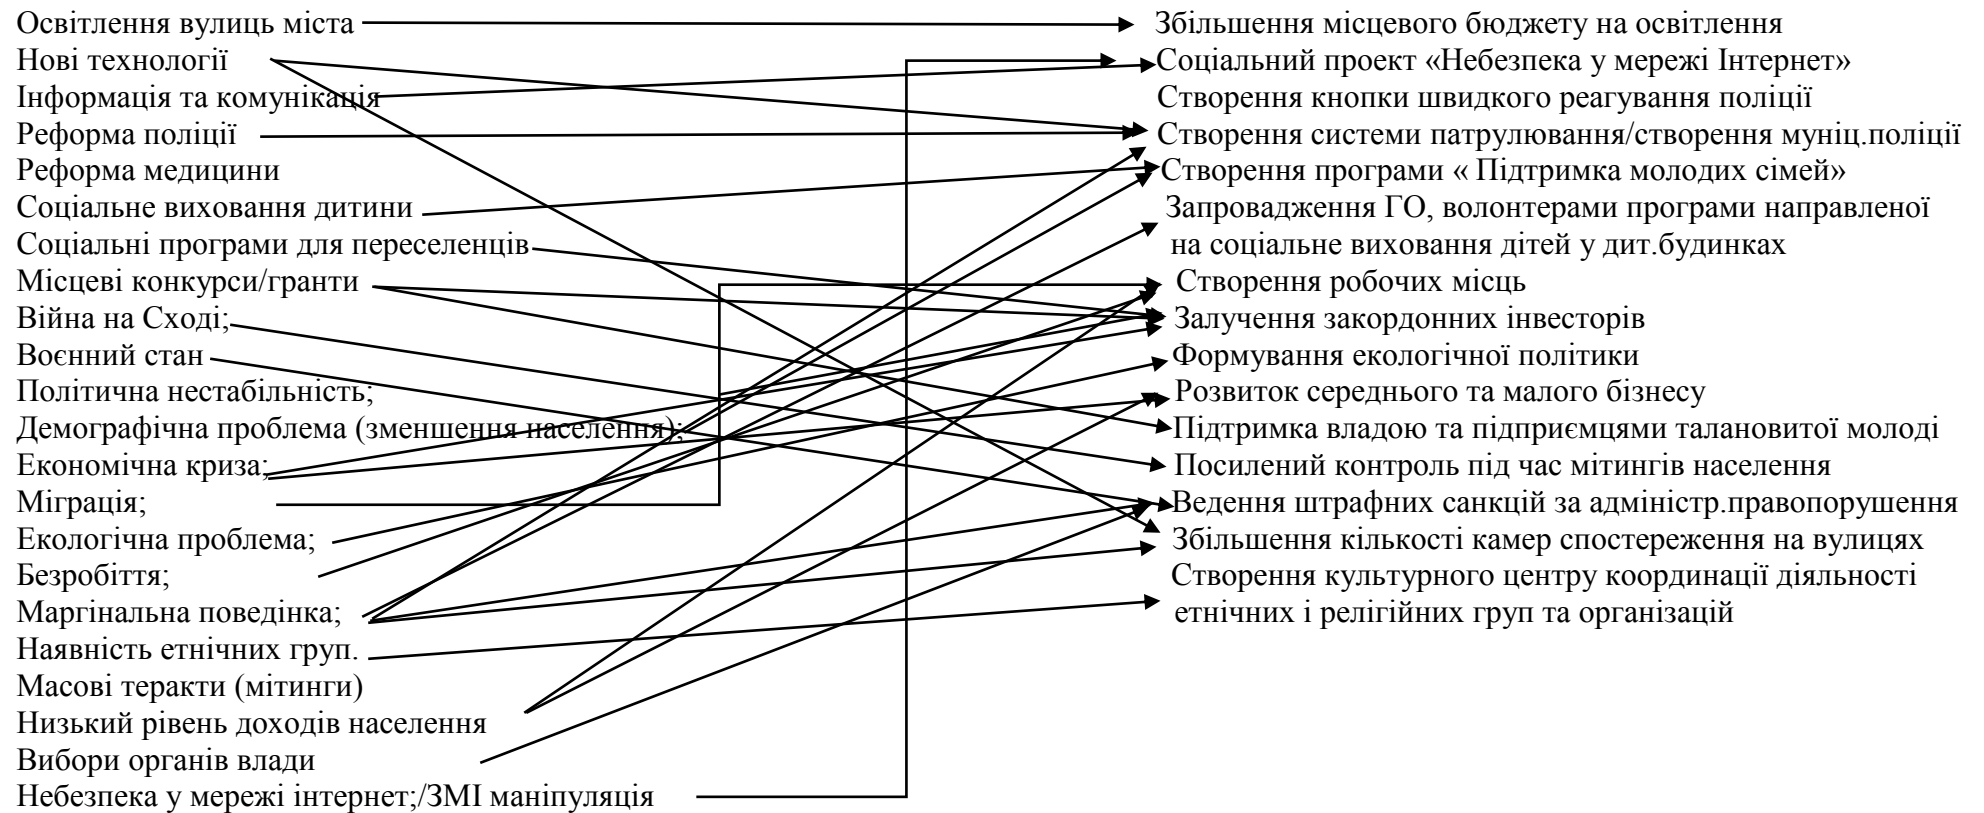 Освітлення вулиць міста
Нові технології
Інформація та комунікація
Реформа поліції
Реформа медицини
Соціальне виховання дитини
Соціальні програми для переселенців
Місцеві конкурси/гранти
Війна на Сході;
Воєнний стан
Політична нестабільність;
Демографічна проблема (зменшення населення);
Економічна криза;
Міграція;
Екологічна проблема;
Безробіття;
Маргінальна поведінка;
Наявність етнічних груп.
Масові теракти (мітинги)
Низький рівень доходів населення
Вибори органів влади
Небезпека у мережі інтернет;/ЗМІ маніпуляція
Збільшення місцевого бюджету на освітлення
Соціальний проект «Небезпека у мережі Інтернет»
Створення кнопки швидкого реагування поліції
Створення системи патрулювання/створення муніц.поліції
Створення програми « Підтримка молодих сімей»
Запровадження ГО, волонтерами програми направленої
на соціальне виховання дітей у дит.будинках
Створення робочих місць
Залучення закордонних інвесторів
Формування екологічної політики
Розвиток середнього та малого бізнесу
Підтримка владою та підприємцями талановитої молоді
Посилений контроль під час мітингів населення
Ведення штрафних санкцій за адміністр.правопорушення
Збільшення кількості камер спостереження на вулицях
Створення культурного центру координації діяльності
етнічних і релігійних груп та організацій